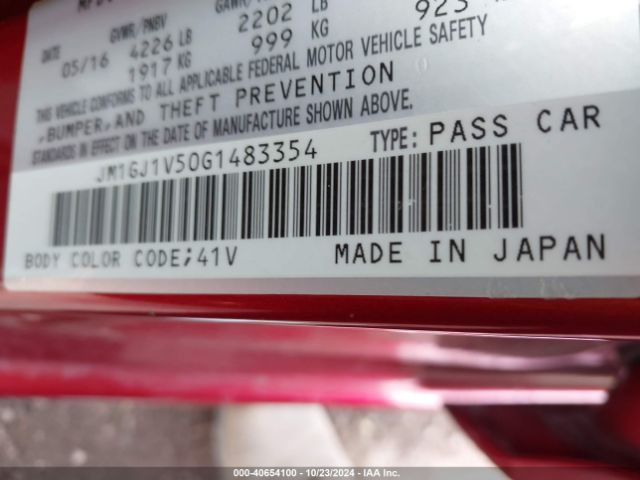 DATE GVWR/PNBV
05/16 4226 LB 2202 LB 923
1917 KG 999 KG
THIS VEHICLE CONFORMS TO ALL APPLICABLE FEDERAL MOTOR VEHICLE SAFETY
,BUMPER,AND THEFT PREVENTION
STANDARDS IN EFFECT ON THE DATE OF MANUFACTURE SHOWN ABOVE.
JM1GJ1V50G1483354 TYPE: PASS CAR
BODY COLOR CODE;41V MADE IN JAPAN
000-40654100 | 10/23/2024 | IAA Inc.